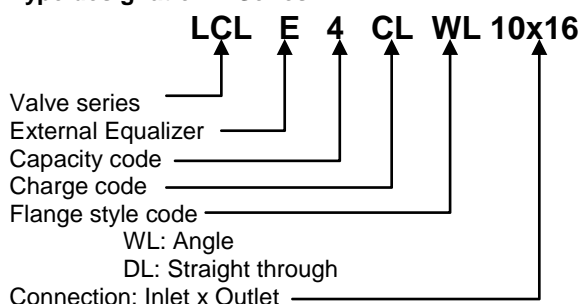 LCL E 4 CL WL 10x16
Valve series
External Equalizer
Capacity code
Charge code
Flange style code
WL: Angle
DL: Straight through
Connection: Inlet x Outlet